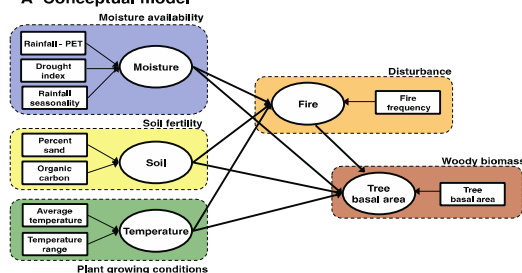 A Conceptual model
Moisture availability
Rainfall - PET
Drought
index
Rainfall
seasonality
Moisture
Soil fertility
Percent
sand
Organic
carbon
Soil
Average
temperature
Temperature
range
Temperature
Plant growing conditions
Disturbance
Fire
Fire
frequency
Woody biomass
Tree
basal area
Tree
basal area